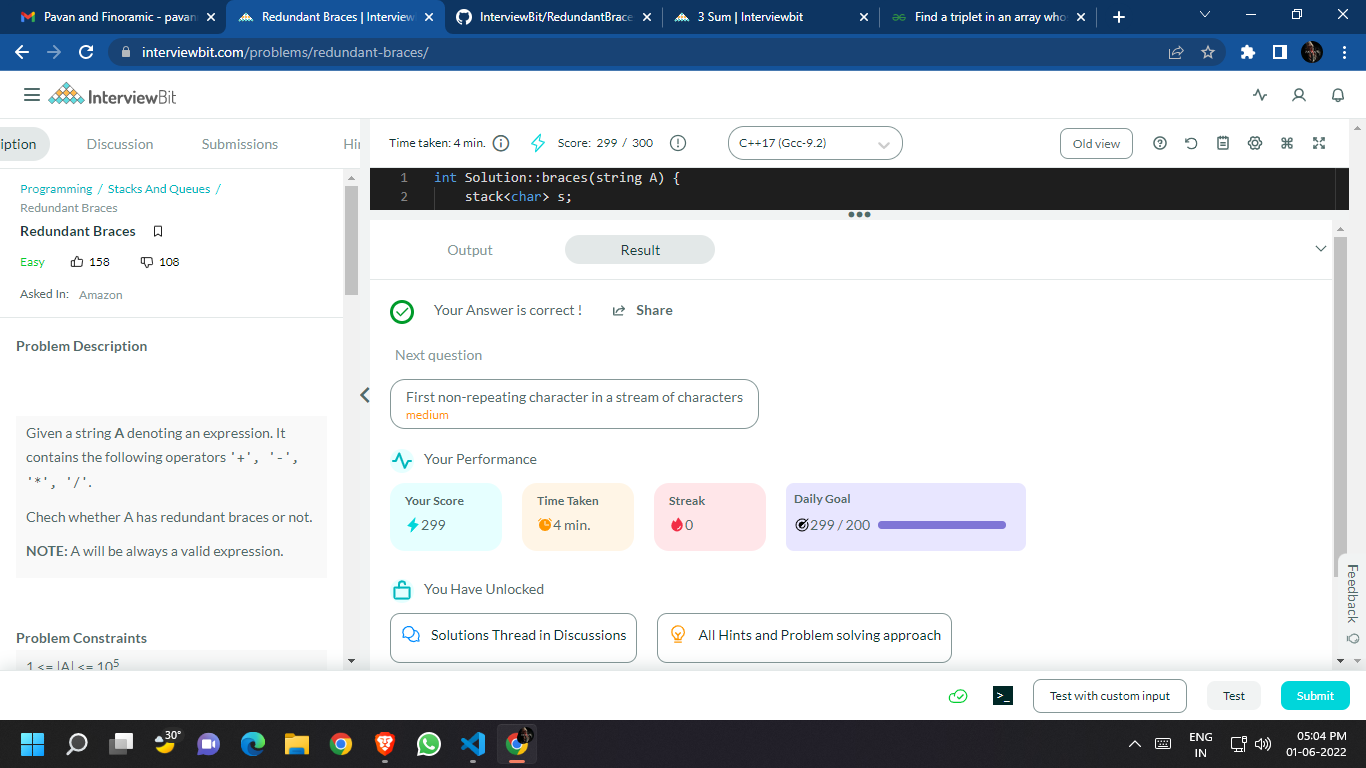 Pavan and Finoramic - pavan
Redundant Braces | Interview
InterviewBit/RedundantBrace
3 Sum | Interviewbit
Find a triplet in an array who
interviewbit.com/problems/redundant-braces/
InterviewBit
iption
Discussion
Submissions
Hin
Time taken: 4 min.
Score: 299 / 300
C++17 (Gcc-9.2)
Old view
Programming / Stacks And Queues /
Redundant Braces
Redundant Braces
Easy
158
108
Asked In: Amazon
Problem Description
Given a string A denoting an expression. It
contains the following operators '+', '-',
'*', '/'.
Chech whether A has redundant braces or not.
NOTE: A will be always a valid expression.
Problem Constraints
1 <= |A| <= 10⁵
1 int Solution::braces(string A) {
2 stack<char> s;
Output
Result
Your Answer is correct !
Share
Next question
First non-repeating character in a stream of characters
medium
Your Performance
Your Score
299
Time Taken
4 min.
Streak
0
Daily Goal
299 / 200
You Have Unlocked
Solutions Thread in Discussions
All Hints and Problem solving approach
Feedback
>_
Test with custom input
Test
Submit
30°
ENG
IN
05:04 PM
01-06-2022